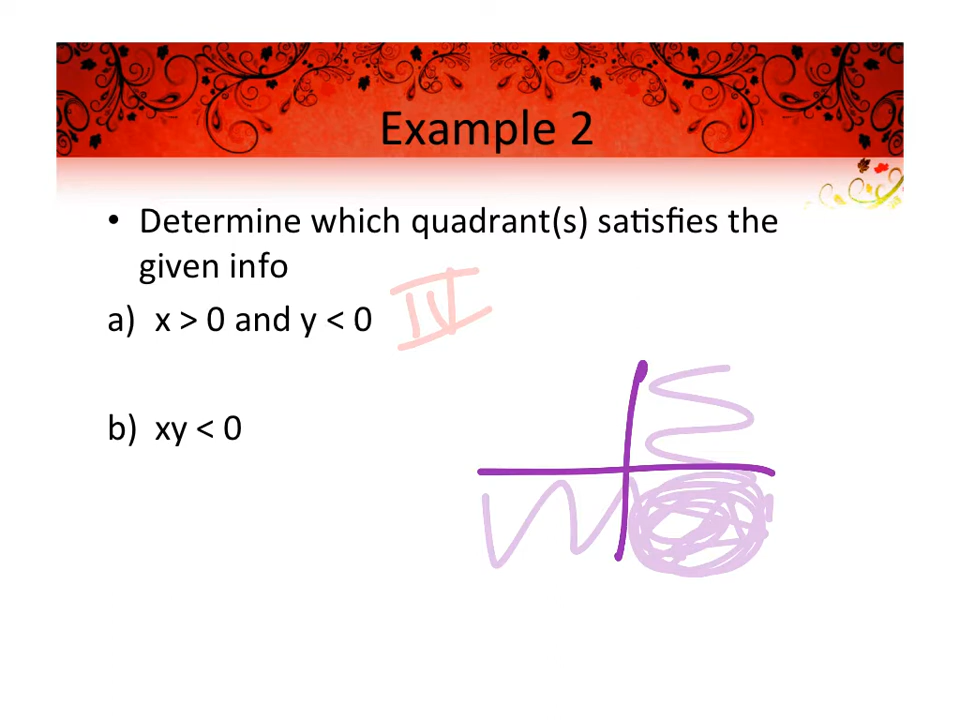 Example 2
• Determine which quadrant(s) satisfies the
given info
a) x > 0 and y < 0 IV
b) xy < 0